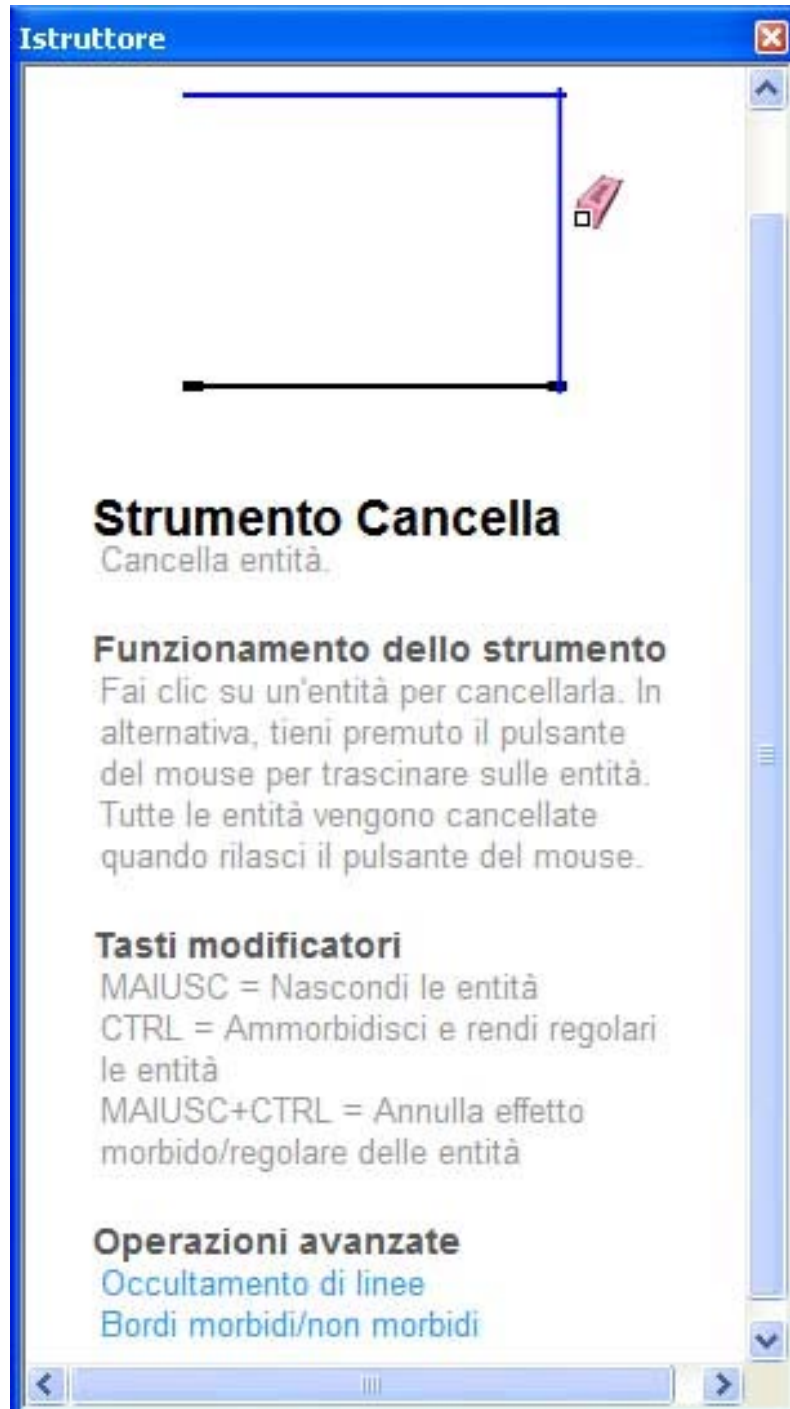 Istruttore
Strumento Cancella
Cancella entità.
Funzionamento dello strumento
Fai clic su un'entità per cancellarla. In
alternativa, tieni premuto il pulsante
del mouse per trascinare sulle entità.
Tutte le entità vengono cancellate
quando rilasci il pulsante del mouse.
Tasti modificatori
MAIUSC = Nascondi le entità
CTRL = Ammorbidisci e rendi regolari
le entità
MAIUSC+CTRL = Annulla effetto
morbido/regolare delle entità
Operazioni avanzate
Occultamento di linee
Bordi morbidi/non morbidi